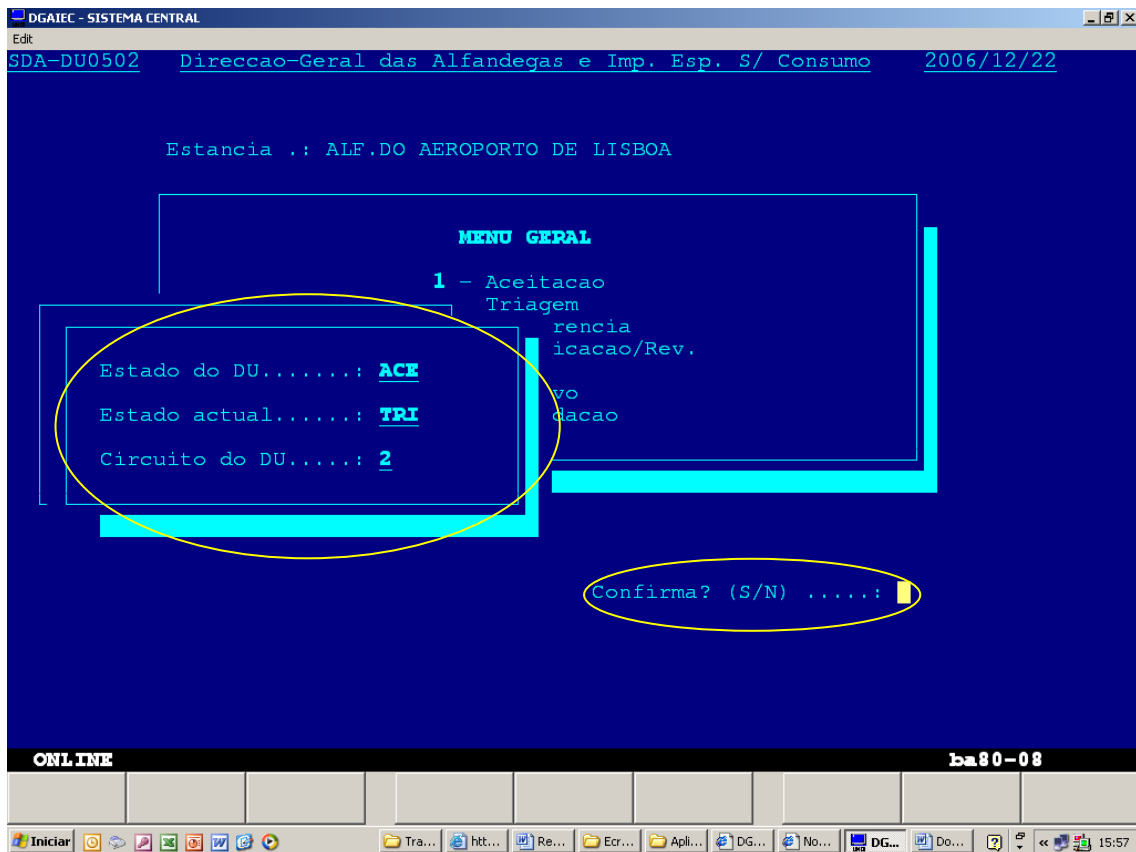 DGAIEC - SISTEMA CENTRAL
Edit
SDA-DU0502 Direccao-Geral das Alfandegas e Imp. Esp. S/ Consumo 2006/12/22
Estancia .: ALF.DO AEROPORTO DE LISBOA
MENU GERAL
1 - Aceitacao
Triagem
rencia
icacao/Rev.
vo
dacao
Estado do DU.......: ACE
Estado actual......: TRI
Circuito do DU.....: 2
Confirma? (S/N) .....:
ONLINE ba80-08
Iniciar Tra... htt... Re... Ecr... Apli... DG... No... DG... Do... 15:57